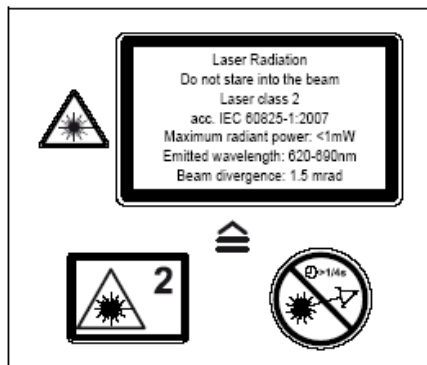 Laser Radiation
Do not stare into the beam
Laser class 2
acc. IEC 60825-1:2007
Maximum radiant power: <1mW
Emitted wavelength: 620-690nm
Beam divergence: 1.5 mrad
2
>1/4s